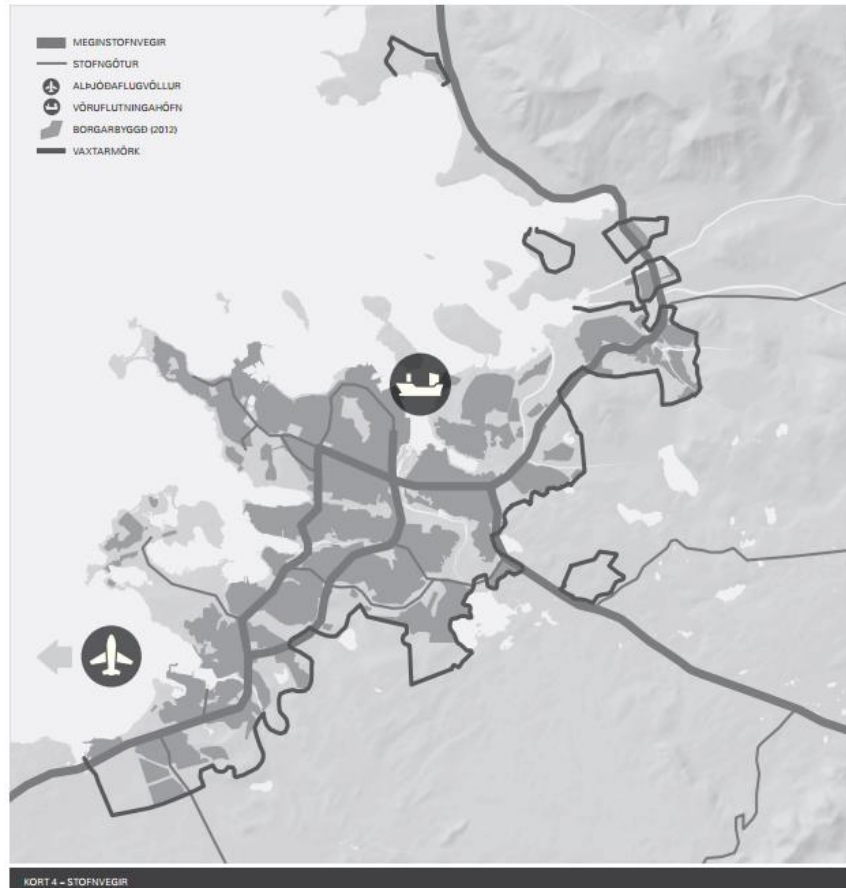 MEGINSTOFNVEGIR
STOFNGÖTUR
ALÞJÓÐAFLUGVÖLLUR
VÖRUFLUTNINGAHÖFN
BORGARBYGGÐ (2012)
VAXTARMÖRK
KORT 4 – STOFNVEGIR